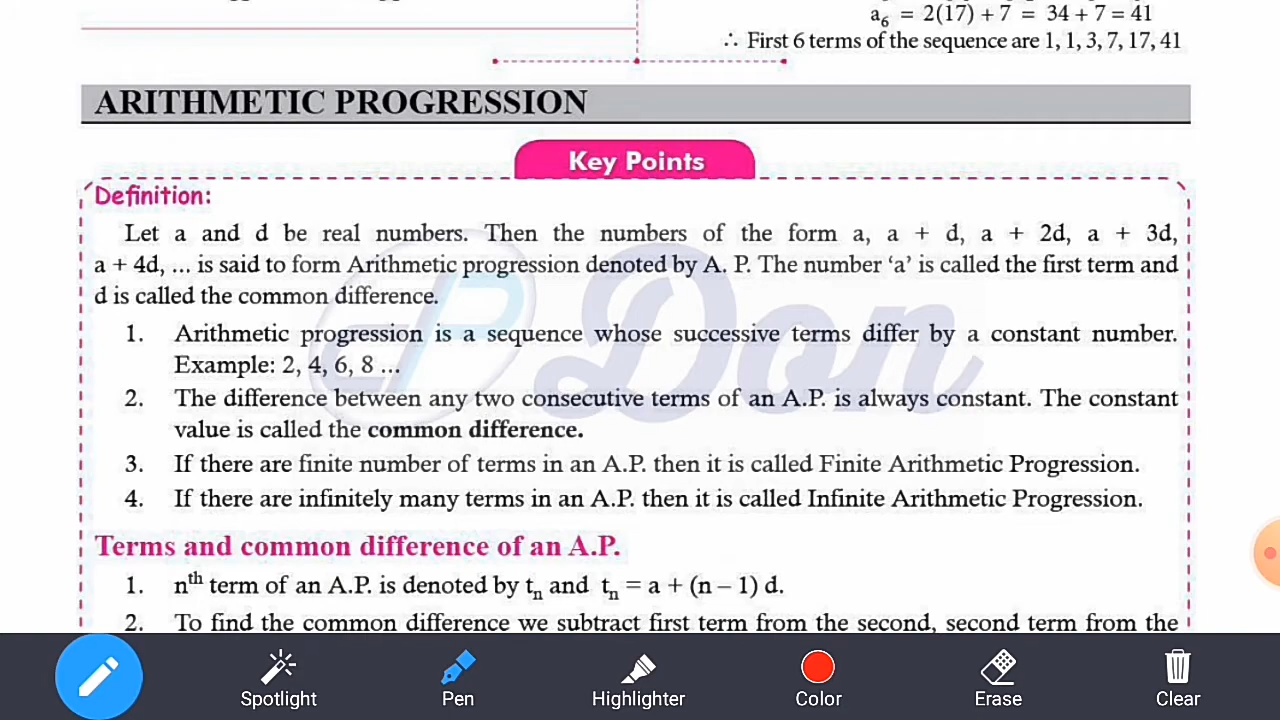 a6 = 2(17) + 7 = 34 + 7 = 41
∴ First 6 terms of the sequence are 1, 1, 3, 7, 17, 41
ARITHMETIC PROGRESSION
Key Points
Definition:
Let a and d be real numbers. Then the numbers of the form a, a + d, a + 2d, a + 3d,
a + 4d, ... is said to form Arithmetic progression denoted by A. P. The number ‘a’ is called the first term and
d is called the common difference.
1. Arithmetic progression is a sequence whose successive terms differ by a constant number.
Example: 2, 4, 6, 8 ...
2. The difference between any two consecutive terms of an A.P. is always constant. The constant
value is called the common difference.
3. If there are finite number of terms in an A.P. then it is called Finite Arithmetic Progression.
4. If there are infinitely many terms in an A.P. then it is called Infinite Arithmetic Progression.
Don
Terms and common difference of an A.P.
1. nth term of an A.P. is denoted by tn and tn = a + (n – 1) d.
2. To find the common difference we subtract first term from the second, second term from the
Spotlight Pen Highlighter Color Erase Clear